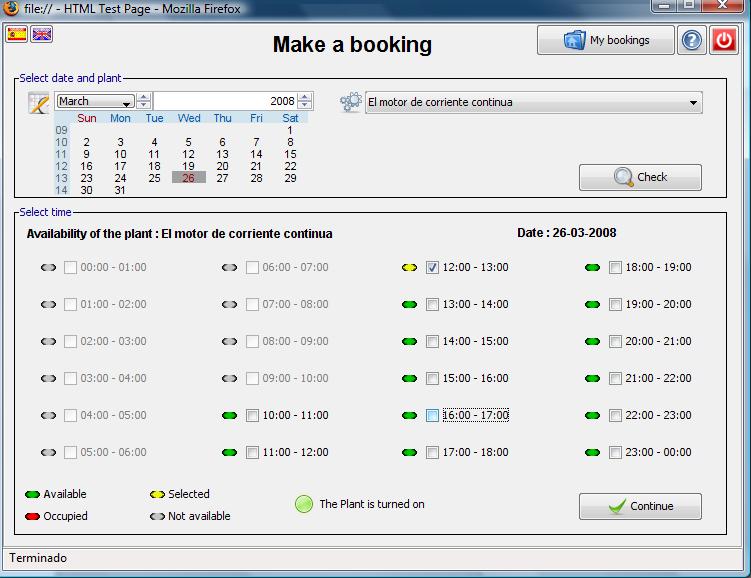 file:// - HTML Test Page - Mozilla Firefox
Make a booking
My bookings
?
Select date and plant
March 2008
El motor de corriente continua
Sun Mon Tue Wed Thu Fri Sat
09 1
10 2 3 4 5 6 7 8
11 9 10 11 12 13 14 15
12 16 17 18 19 20 21 22
13 23 24 25 26 27 28 29
14 30 31
Check
Select time
Availability of the plant : El motor de corriente continua
Date : 26-03-2008
00:00 - 01:00 06:00 - 07:00 12:00 - 13:00 18:00 - 19:00
01:00 - 02:00 07:00 - 08:00 13:00 - 14:00 19:00 - 20:00
02:00 - 03:00 08:00 - 09:00 14:00 - 15:00 20:00 - 21:00
03:00 - 04:00 09:00 - 10:00 15:00 - 16:00 21:00 - 22:00
04:00 - 05:00 10:00 - 11:00 16:00 - 17:00 22:00 - 23:00
05:00 - 06:00 11:00 - 12:00 17:00 - 18:00 23:00 - 00:00
Available Selected
Occupied Not available
The Plant is turned on
Continue
Terminado